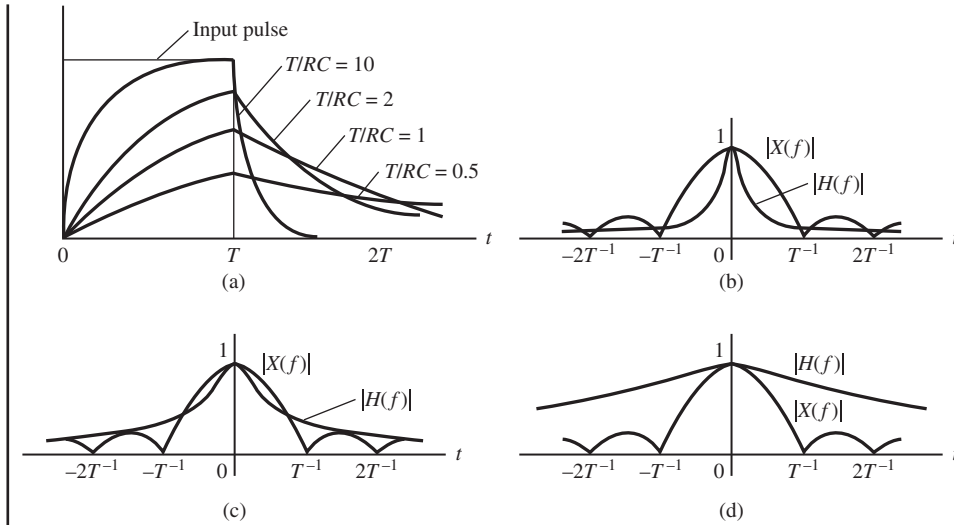 Input pulse
T/RC = 10
T/RC = 2
T/RC = 1
T/RC = 0.5
0
T
2T
t
(a)
1
|X(f)|
|H(f)|
t
–2T⁻¹
–T⁻¹
0
T⁻¹
2T⁻¹
(b)
1
|X(f)|
|H(f)|
t
–2T⁻¹
–T⁻¹
0
T⁻¹
2T⁻¹
(c)
1
|H(f)|
|X(f)|
t
–2T⁻¹
–T⁻¹
0
T⁻¹
2T⁻¹
(d)